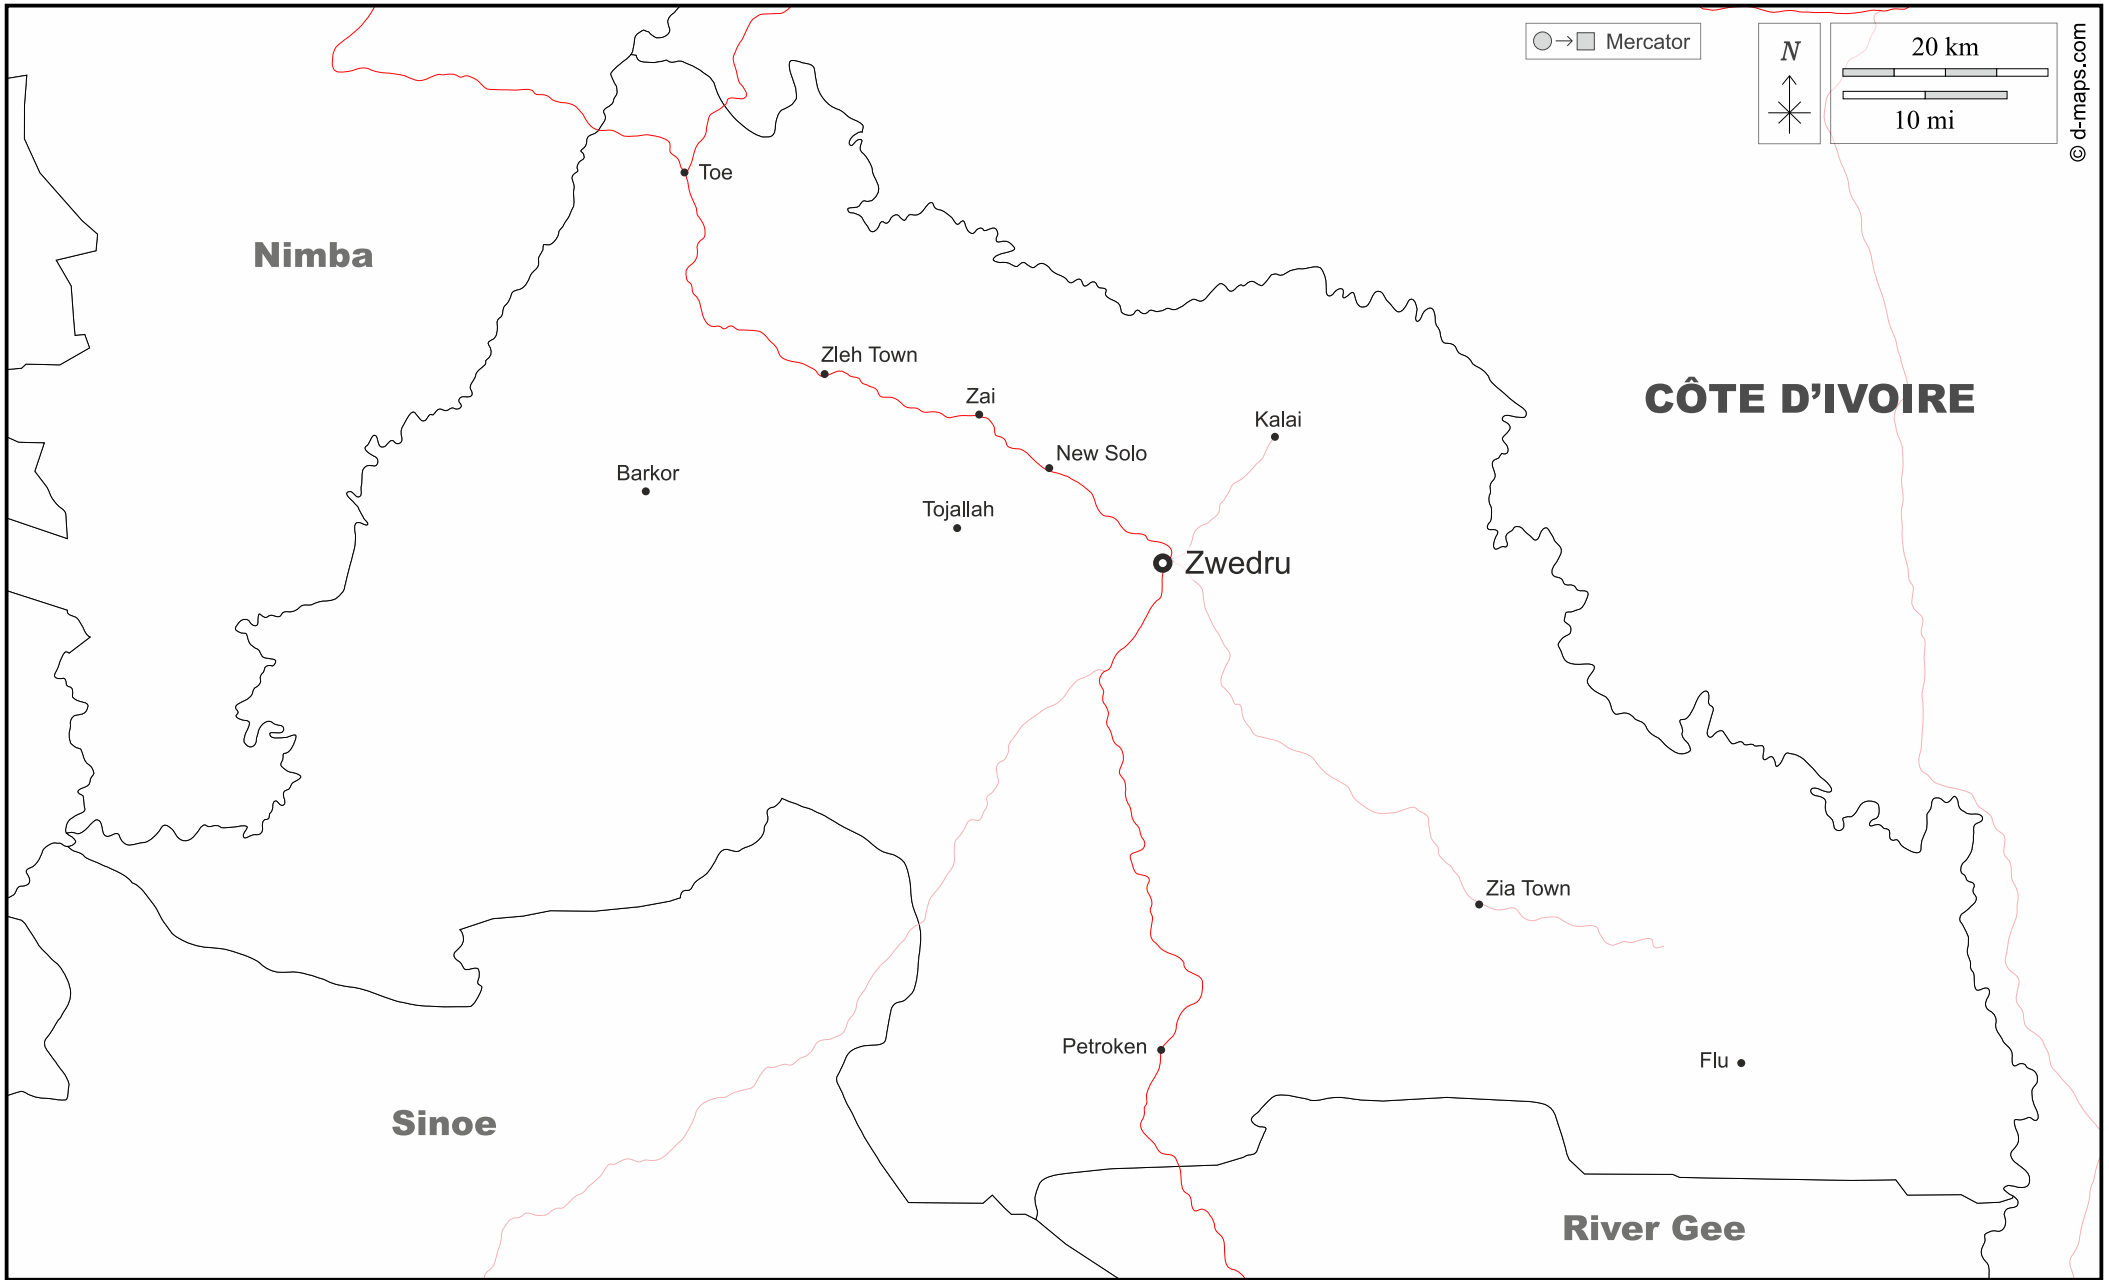 Mercator
N
20 km
10 mi
© d-maps.com
Toe
Nimba
Zleh Town
Zai
CÔTE D'IVOIRE
Kalai
New Solo
Barkor
Tojallah
Zwedru
Zia Town
Petroken
Flu
Sinoe
River Gee